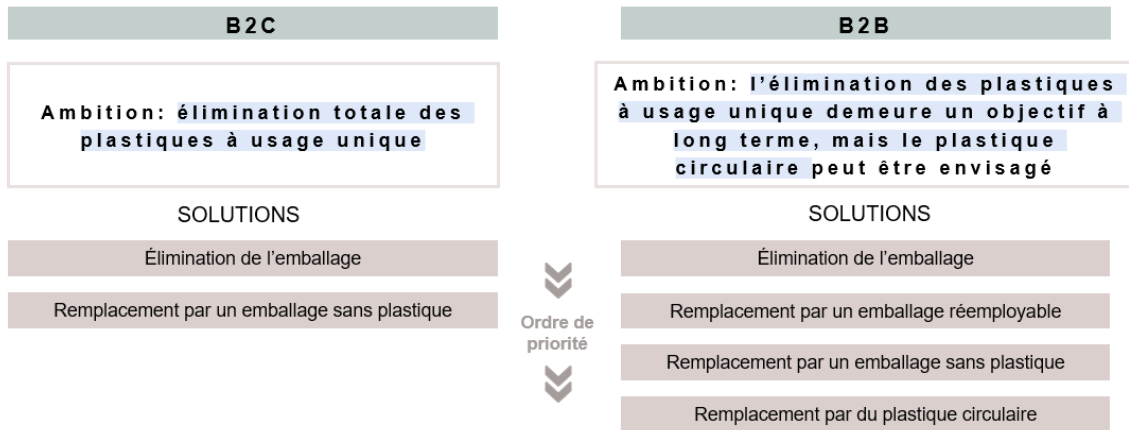 B2C
Ambition: élimination totale des
plastiques à usage unique
SOLUTIONS
Élimination de l'emballage
Remplacement par un emballage sans plastique
Ordre de
priorité
B2B
Ambition: l'élimination des plastiques
à usage unique demeure un objectif à
long terme, mais le plastique
circulaire peut être envisagé
SOLUTIONS
Élimination de l'emballage
Remplacement par un emballage réemployable
Remplacement par un emballage sans plastique
Remplacement par du plastique circulaire